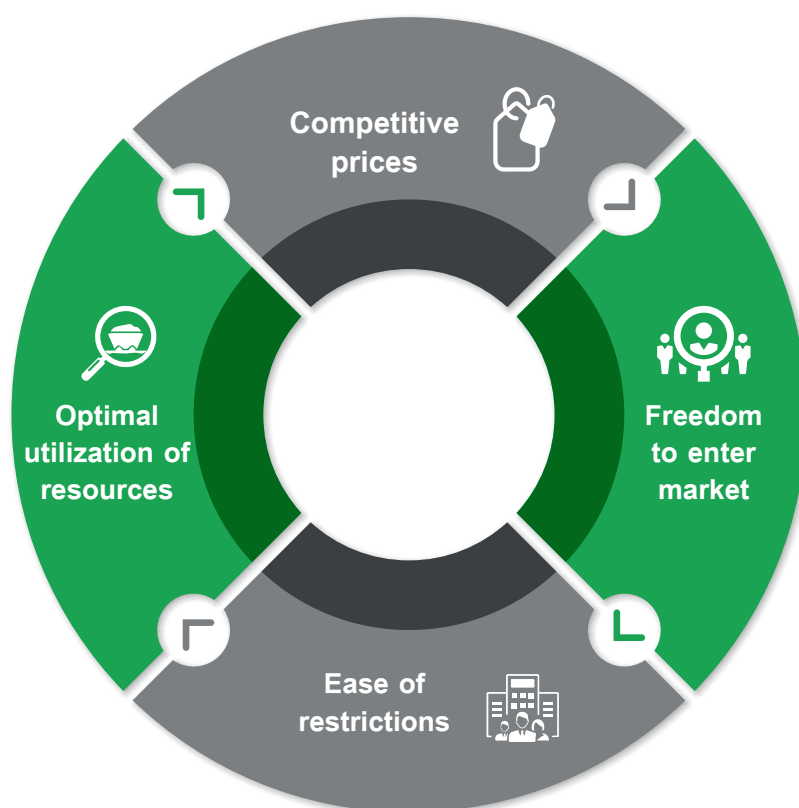 Competitive
prices
Freedom
to enter
market
Ease of
restrictions
Optimal
utilization of
resources